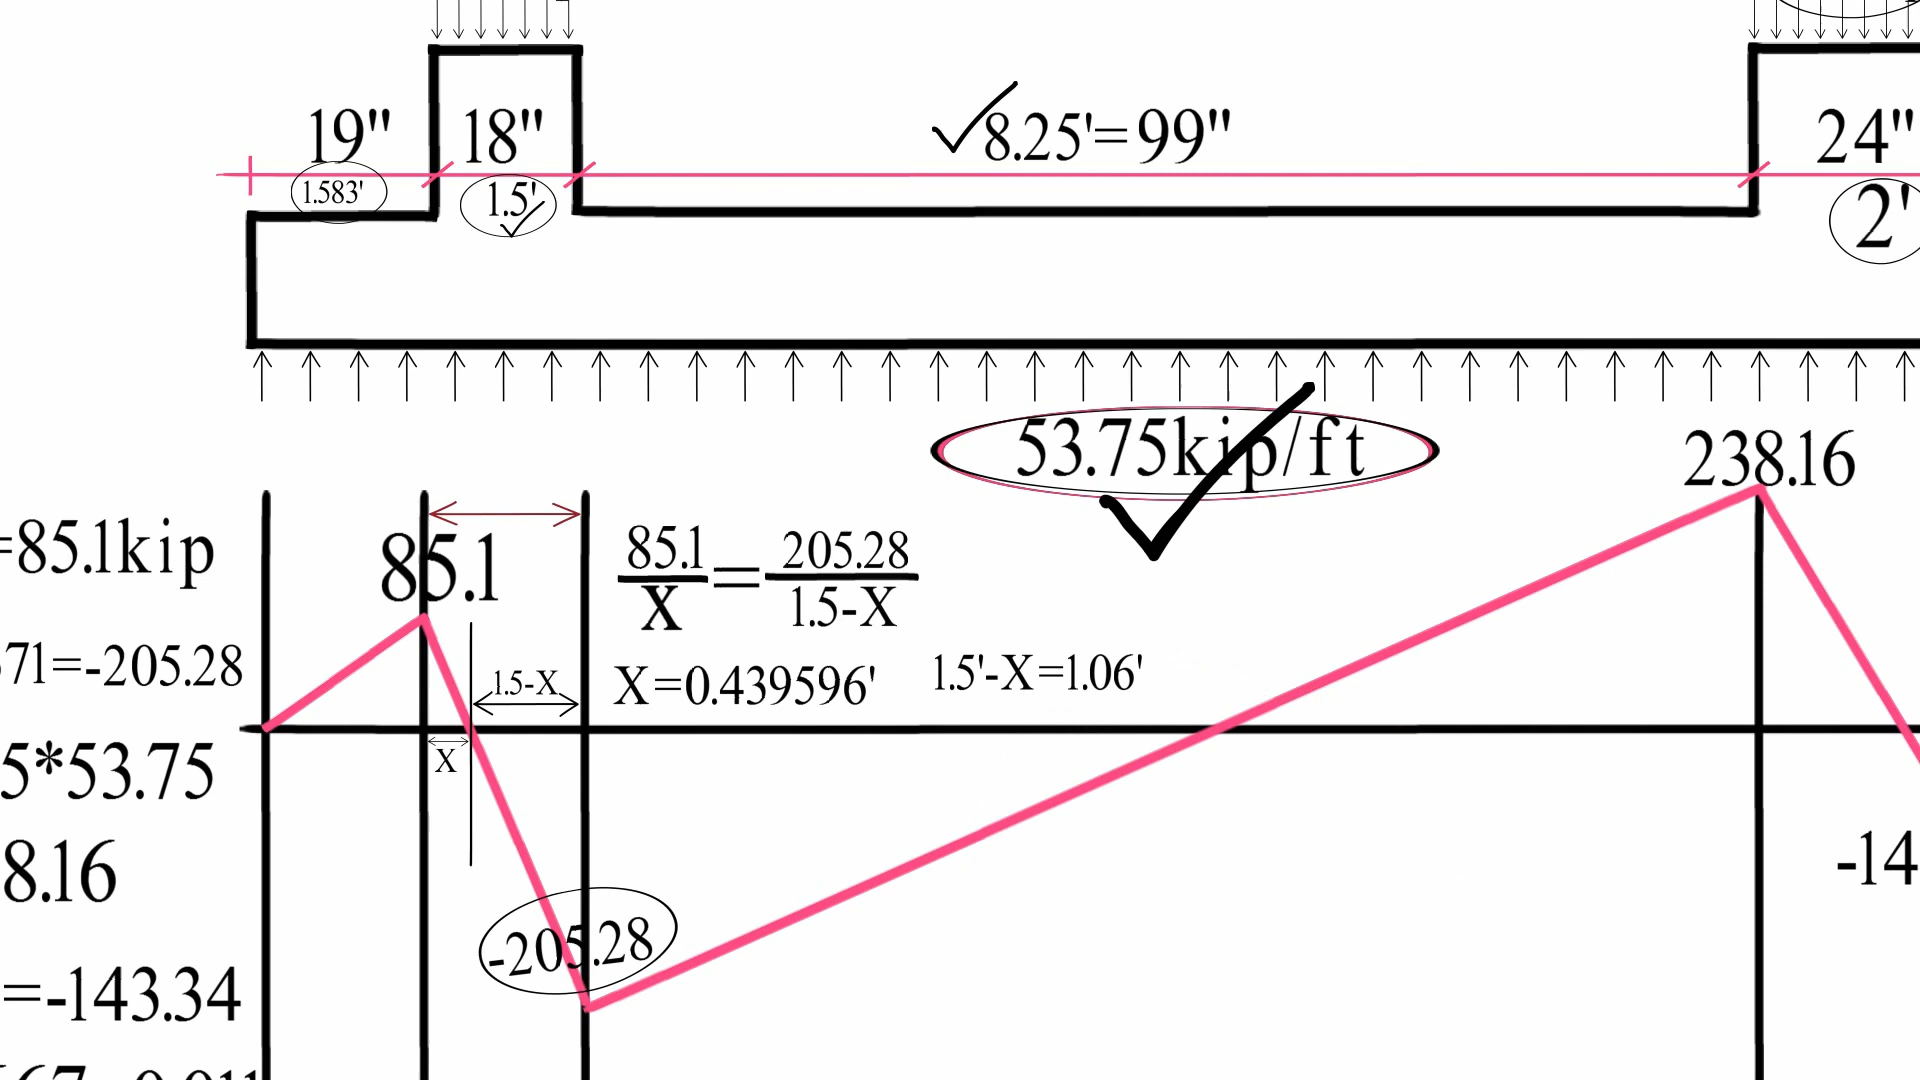 19" 18" 8.25'=99" 24"
1.583' 1.5' 2'
53.75kip/ft
238.16
=85.1kip 85.1 85.1/X=205.28/1.5-X
71=-205.28 1.5-X X=0.439596' 1.5'-X=1.06'
X
5*53.75
8.16 -14
-205.28
=-143.34